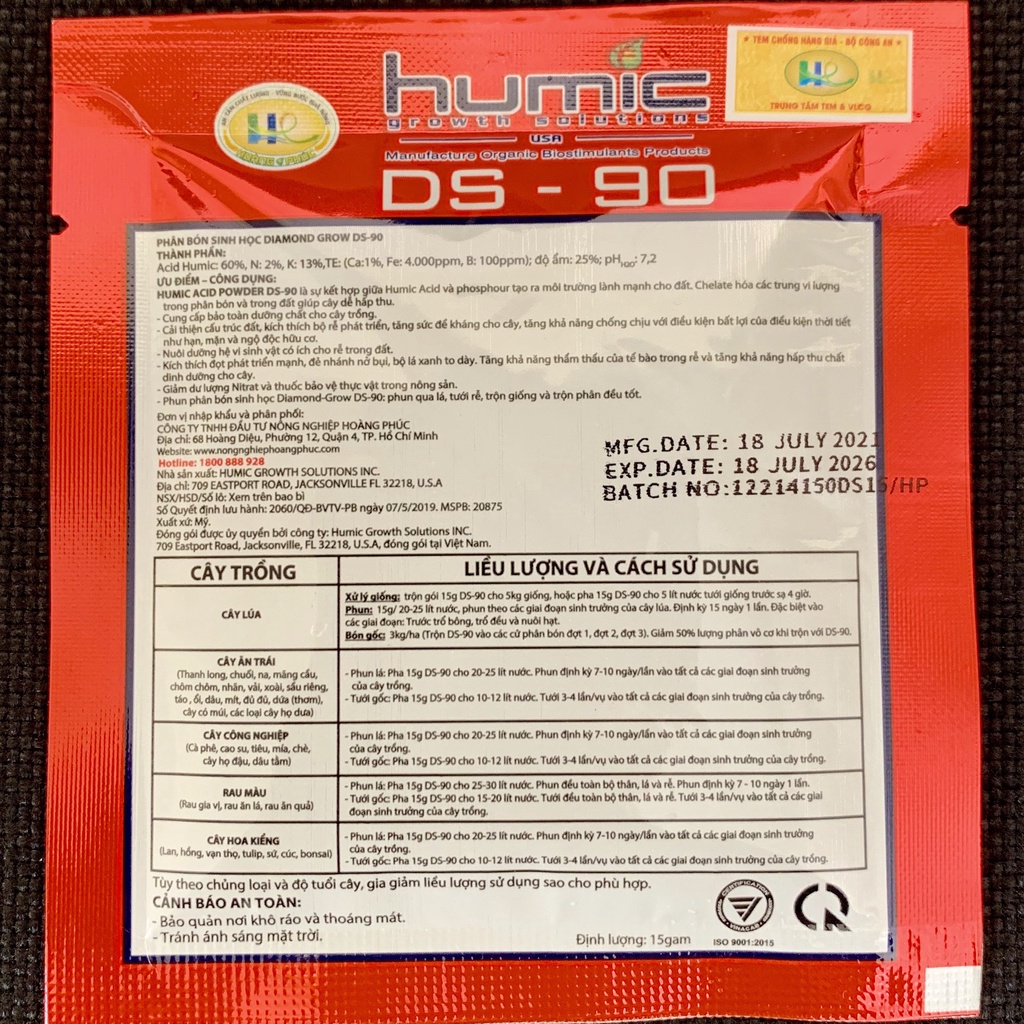 ★ TEM CHỐNG HÀNG GIẢ - BỘ CÔNG AN ★
TRUNG TÂM TEM & VLCO
humic
growth solutions
USA
Manufacture Organic Biostimulants Products
DS - 90
PHÂN BÓN SINH HỌC DIAMOND GROW DS-90
THÀNH PHẦN:
Acid Humic: 60%, N: 2%, K: 13%,TE: (Ca:1%, Fe: 4.000ppm, B: 100ppm); độ ẩm: 25%; pHH₂O: 7,2
ƯU ĐIỂM – CÔNG DỤNG:
HUMIC ACID POWDER DS-90 là sự kết hợp giữa Humic Acid và phosphour tạo ra môi trường lành mạnh cho đất. Chelate hóa các trung vi lượng
trong phân bón và trong đất giúp cây dễ hấp thu.
- Cung cấp bảo toàn dưỡng chất cho cây trồng.
- Cải thiện cấu trúc đất, kích thích bộ rễ phát triển, tăng sức đề kháng cho cây, tăng khả năng chống chịu với điều kiện bất lợi của điều kiện thời tiết
như hạn, mặn và ngộ độc hữu cơ.
- Nuôi dưỡng hệ vi sinh vật có ích cho rễ trong đất.
- Kích thích đọt phát triển mạnh, đẻ nhánh nở bụi, bộ lá xanh to dày. Tăng khả năng thẩm thấu của tế bào trong rễ và tăng khả năng hấp thu chất
dinh dưỡng cho cây.
- Giảm dư lượng Nitrat và thuốc bảo vệ thực vật trong nông sản.
- Phun phân bón sinh học Diamond-Grow DS-90: phun qua lá, tưới rễ, trộn giống và trộn phân đều tốt.
Đơn vị nhập khẩu và phân phối:
CÔNG TY TNHH ĐẦU TƯ NÔNG NGHIỆP HOÀNG PHÚC
Địa chỉ: 68 Hoàng Diệu, Phường 12, Quận 4, TP. Hồ Chí Minh
Website: www.nongnghiephoangphuc.com
Hotline: 1800 888 928
Nhà sản xuất: HUMIC GROWTH SOLUTIONS INC.
Địa chỉ: 709 EASTPORT ROAD, JACKSONVILLE FL 32218, U.S.A
NSX/HSD/Số lô: Xem trên bao bì
Số Quyết định lưu hành: 2060/QĐ-BVTV-PB ngày 07/5/2019. MSPB: 20875
Xuất xứ: Mỹ.
Đóng gói được ủy quyền bởi công ty: Humic Growth Solutions INC.
709 Eastport Road, Jacksonville, FL 32218, U.S.A, đóng gói tại Việt Nam.
MFG.DATE: 18 JULY 2021
EXP.DATE: 18 JULY 2026
BATCH NO:12214150DS15/HP
CÂY TRỒNG
LIỀU LƯỢNG VÀ CÁCH SỬ DỤNG
CÂY LÚA
Xử lý giống: trộn gói 15g DS-90 cho 5kg giống, hoặc pha 15g DS-90 cho 5 lít nước tưới giống trước sạ 4 giờ.
Phun: 15g/ 20-25 lít nước, phun theo các giai đoạn sinh trưởng của cây lúa. Định kỳ 15 ngày 1 lần. Đặc biệt vào
các giai đoạn: Trước trổ bông, trổ đều và nuôi hạt.
Bón gốc: 3kg/ha (Trộn DS-90 vào các cử phân bón đợt 1, đợt 2, đợt 3). Giảm 50% lượng phân vô cơ khi trộn với DS-90.
CÂY ĂN TRÁI
(Thanh long, chuối, na, mãng cầu,
chôm chôm, nhãn, vải, xoài, sầu riêng,
táo , ổi, dâu, mít, đủ đủ, dứa (thơm),
cây có múi, các loại cây họ dưa)
- Phun lá: Pha 15g DS-90 cho 20-25 lít nước. Phun định kỳ 7-10 ngày/lần vào tất cả các giai đoạn sinh trưởng
của cây trồng.
- Tưới gốc: Pha 15g DS-90 cho 10-12 lít nước. Tưới 3-4 lần/vụ vào tất cả các giai đoạn sinh trưởng của cây trồng.
CÂY CÔNG NGHIỆP
(Cà phê, cao su, tiêu, mía, chè,
cây họ đậu, dâu tằm)
- Phun lá: Pha 15g DS-90 cho 20-25 lít nước. Phun định kỳ 7-10 ngày/lần vào tất cả các giai đoạn sinh trưởng
của cây trồng.
- Tưới gốc: Pha 15g DS-90 cho 10-12 lít nước. Tưới 3-4 lần/vụ vào tất cả các giai đoạn sinh trưởng của cây trồng.
RAU MÀU
(Rau gia vị, rau ăn lá, rau ăn quả)
- Phun lá: Pha 15g DS-90 cho 25-30 lít nước. Phun đều toàn bộ thân, lá và rễ. Phun định kỳ 7 - 10 ngày 1 lần.
- Tưới gốc: Pha 15g DS-90 cho 15-20 lít nước. Tưới đều toàn bộ thân, lá và rễ. Tưới 3-4 lần/vụ vào tất cả các giai
đoạn sinh trưởng của cây trồng.
CÂY HOA KIỂNG
(Lan, hồng, vạn thọ, tulip, sứ, cúc, bonsai)
- Phun lá: Pha 15g DS-90 cho 20-25 lít nước. Phun định kỳ 7-10 ngày/lần vào tất cả các giai đoạn sinh trưởng
của cây trồng.
- Tưới gốc: Pha 15g DS-90 cho 10-12 lít nước. Tưới 3-4 lần/vụ vào tất cả các giai đoạn sinh trưởng của cây trồng.
Tùy theo chủng loại và độ tuổi cây, gia giảm liều lượng sử dụng sao cho phù hợp.
CẢNH BÁO AN TOÀN:
- Bảo quản nơi khô ráo và thoáng mát.
- Tránh ánh sáng mặt trời.
Định lượng: 15gam
CERTIFICATION
VINACAB
ISO 9001:2015